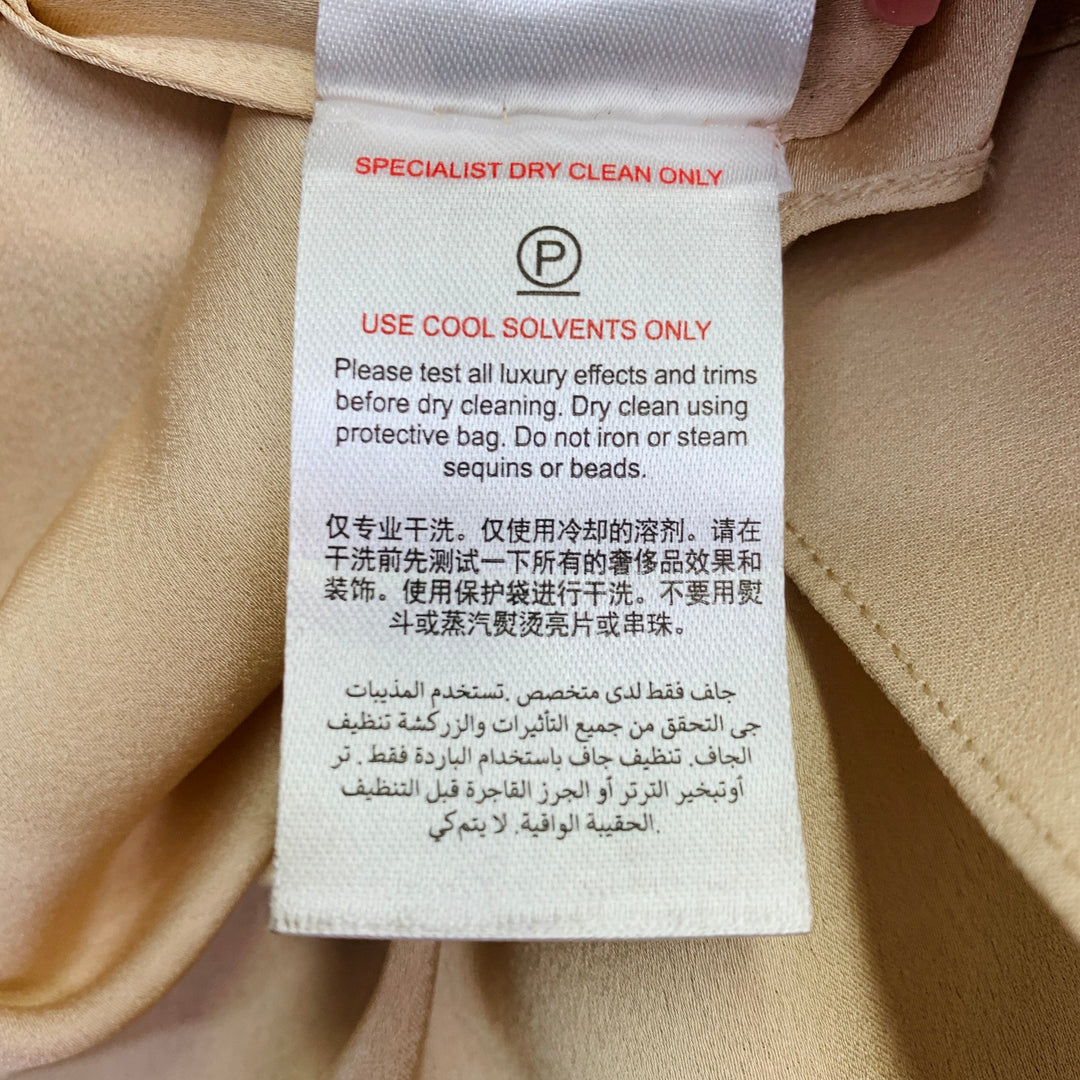 SPECIALIST DRY CLEAN ONLY
P
USE COOL SOLVENTS ONLY
Please test all luxury effects and trims
before dry cleaning. Dry clean using
protective bag. Do not iron or steam
sequins or beads.
仅专业干洗。仅使用冷却的溶剂。请在
干洗前先测试一下所有的奢侈品效果和
装饰。使用保护袋进行干洗。不要用熨
斗或蒸汽熨烫亮片或串珠。
جاف فقط لدى متخصص .تستخدم المذيبات
جى التحقق من جميع التأثيرات والزركشة تنظيف
الجاف. تنظيف جاف باستخدام الباردة فقط. تر
أوتبخير الترتر أو الجرز القاجرة قبل التنظيف
.الحقيبة الواقية. لا يتم كي